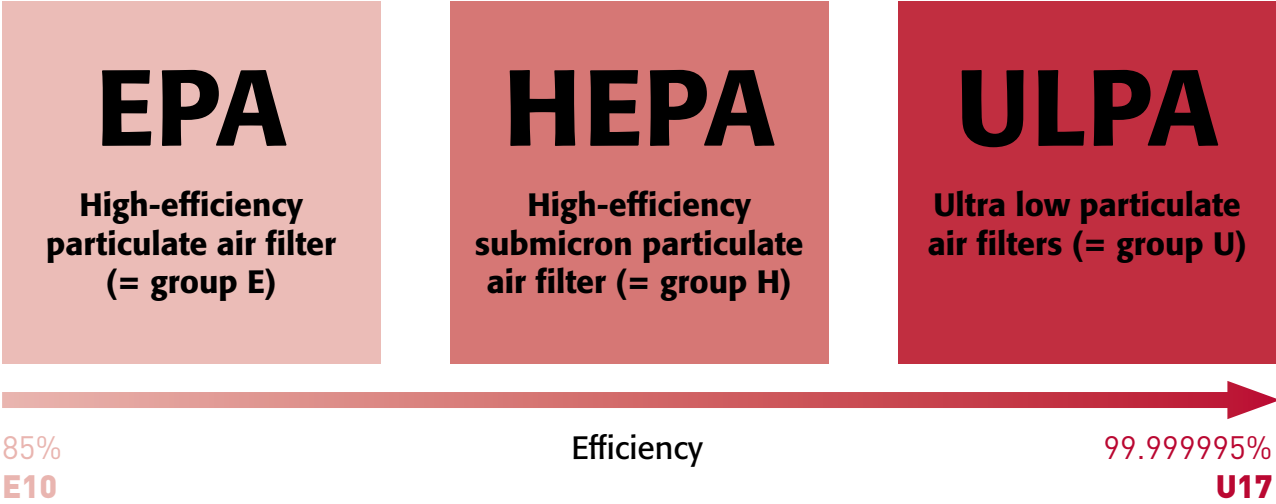 EPA
High-efficiency
particulate air filter
(= group E)
HEPA
High-efficiency
submicron particulate
air filter (= group H)
ULPA
Ultra low particulate
air filters (= group U)
85%
E10
Efficiency
99.999995%
U17